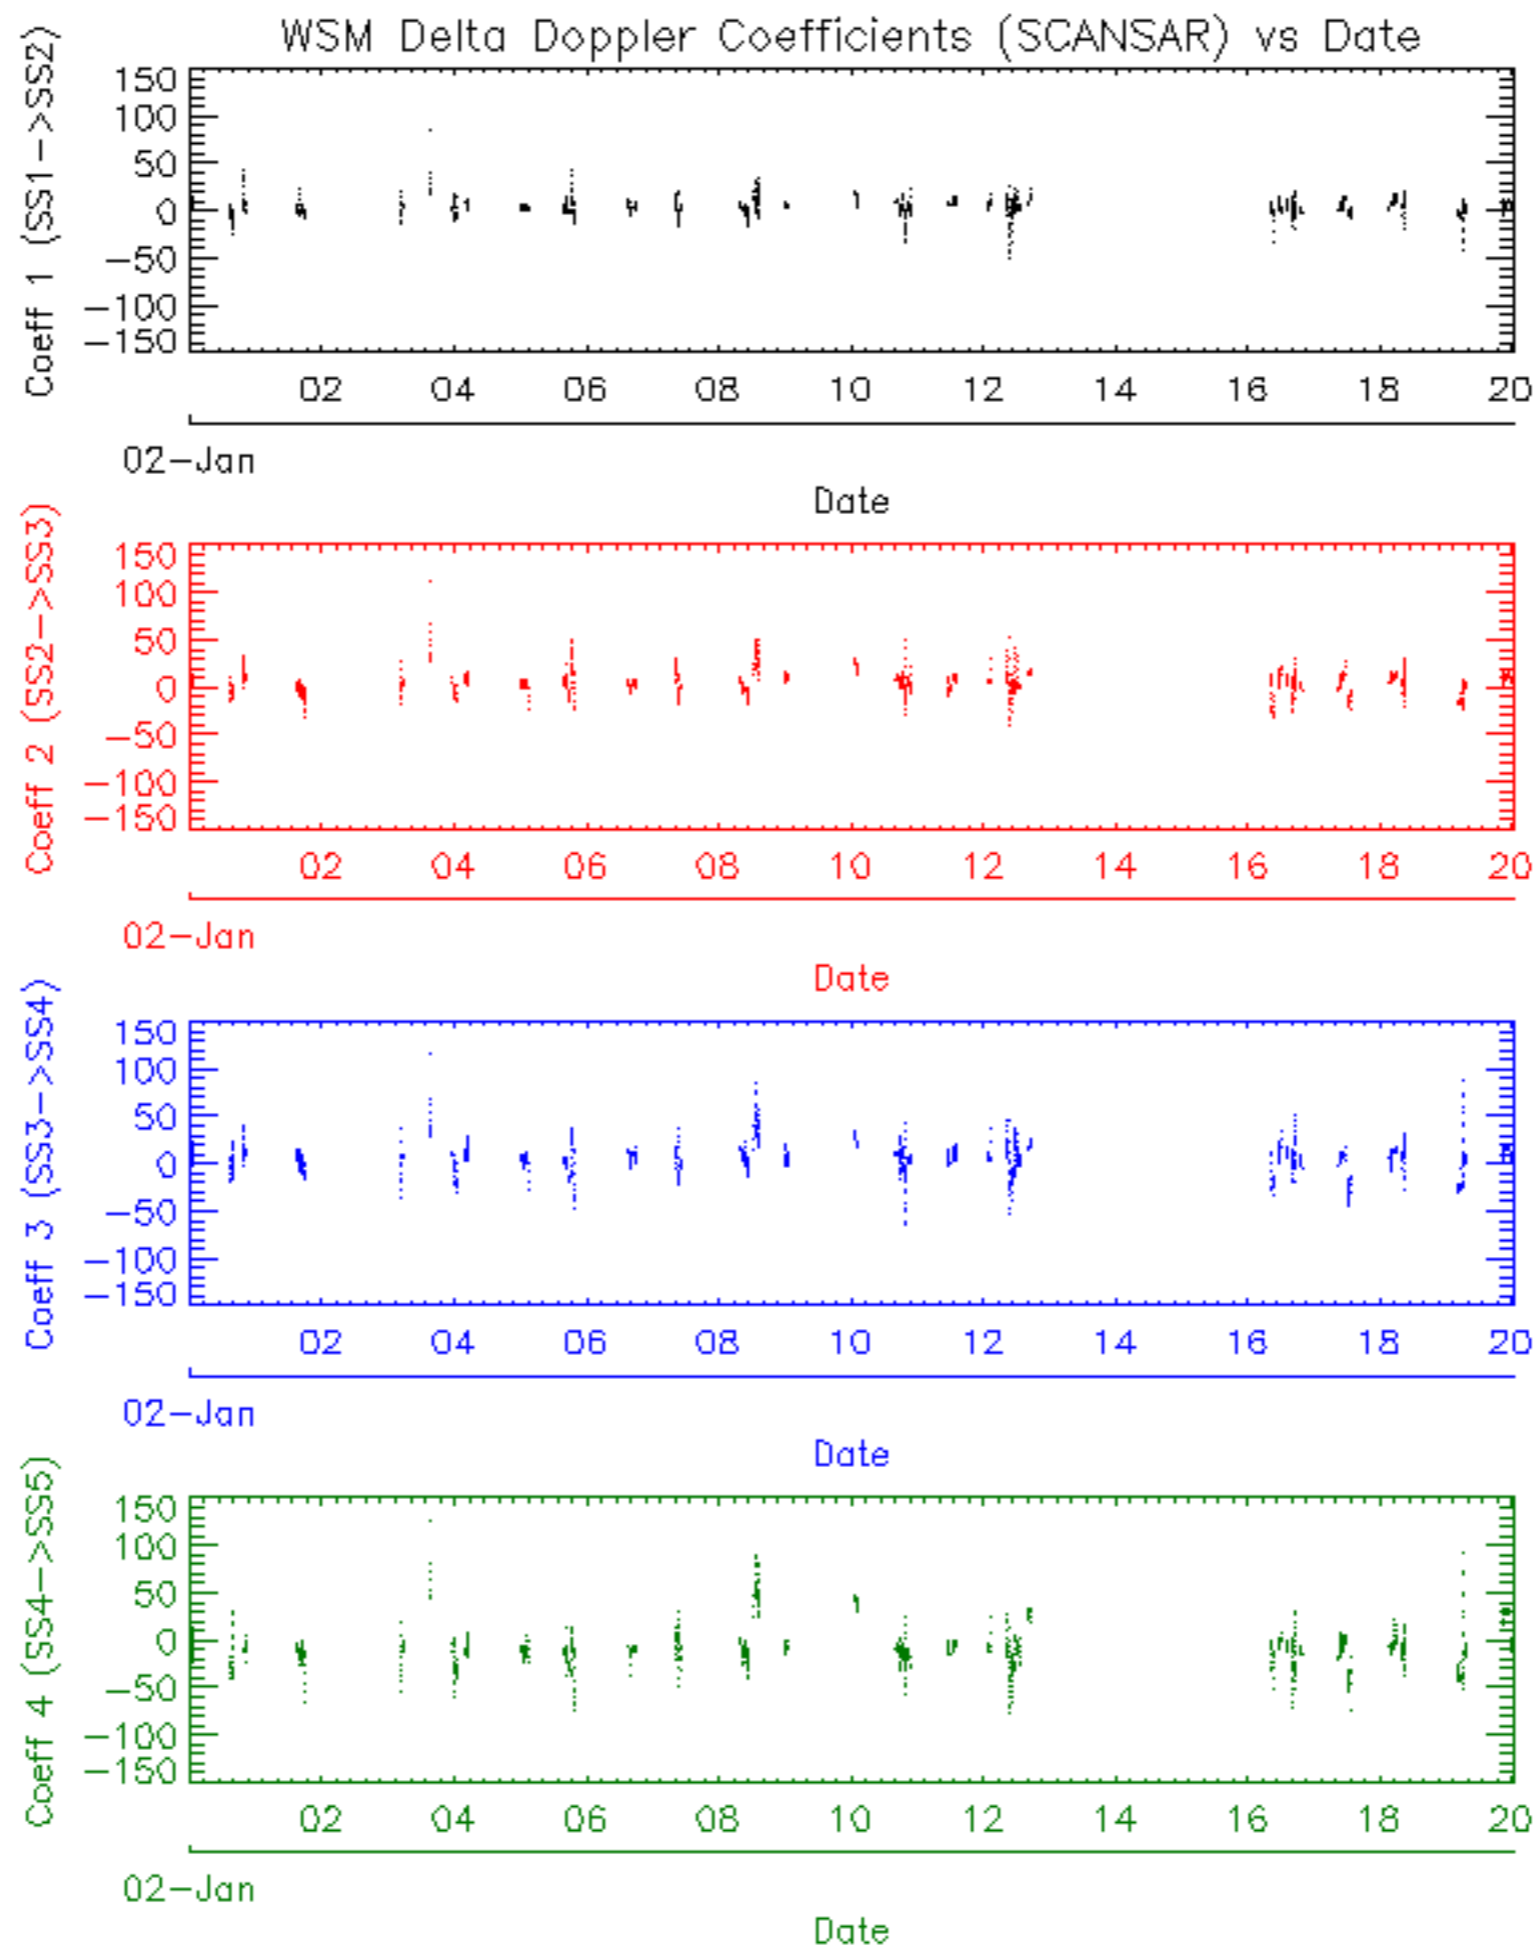 WSM Delta Doppler Coefficients (SCANSAR) vs Date
Coeff 1 (SS1->SS2)
150
100
50
0
-50
-100
-150
02 04 06 08 10 12 14 16 18 20
02-Jan
Date
Coeff 2 (SS2->SS3)
150
100
50
0
-50
-100
-150
02 04 06 08 10 12 14 16 18 20
02-Jan
Date
Coeff 3 (SS3->SS4)
150
100
50
0
-50
-100
-150
02 04 06 08 10 12 14 16 18 20
02-Jan
Date
Coeff 4 (SS4->SS5)
150
100
50
0
-50
-100
-150
02 04 06 08 10 12 14 16 18 20
02-Jan
Date